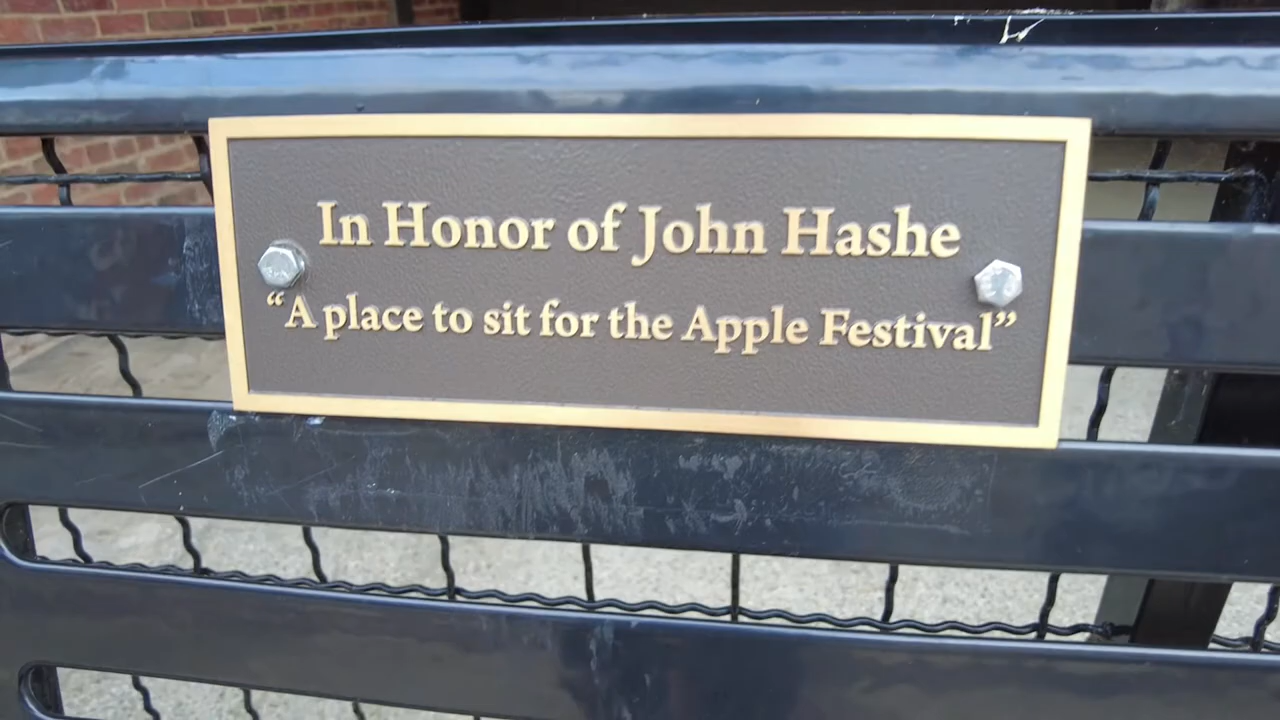 In Honor of John Hashe
“A place to sit for the Apple Festival”